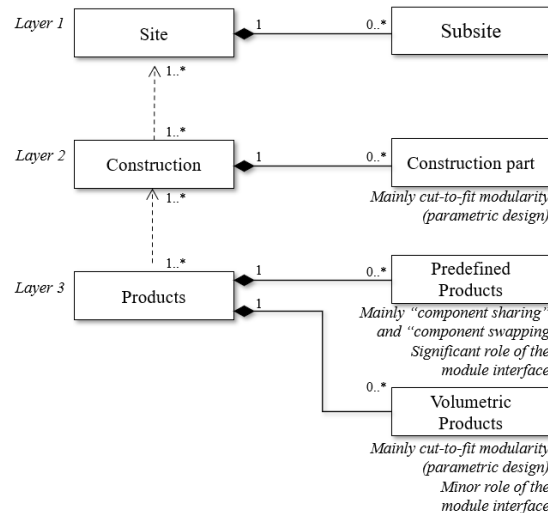 Layer 1
Site
1
0..*
Subsite
1..*
1..*
Layer 2
Construction
1
0..*
Construction part
Mainly cut-to-fit modularity
(parametric design)
1..*
1..*
Layer 3
Products
1
0..*
Predefined
Products
Mainly “component sharing”
and “component swapping
Significant role of the
module interface
1
0..*
Volumetric
Products
Mainly cut-to-fit modularity
(parametric design)
Minor role of the
module interface